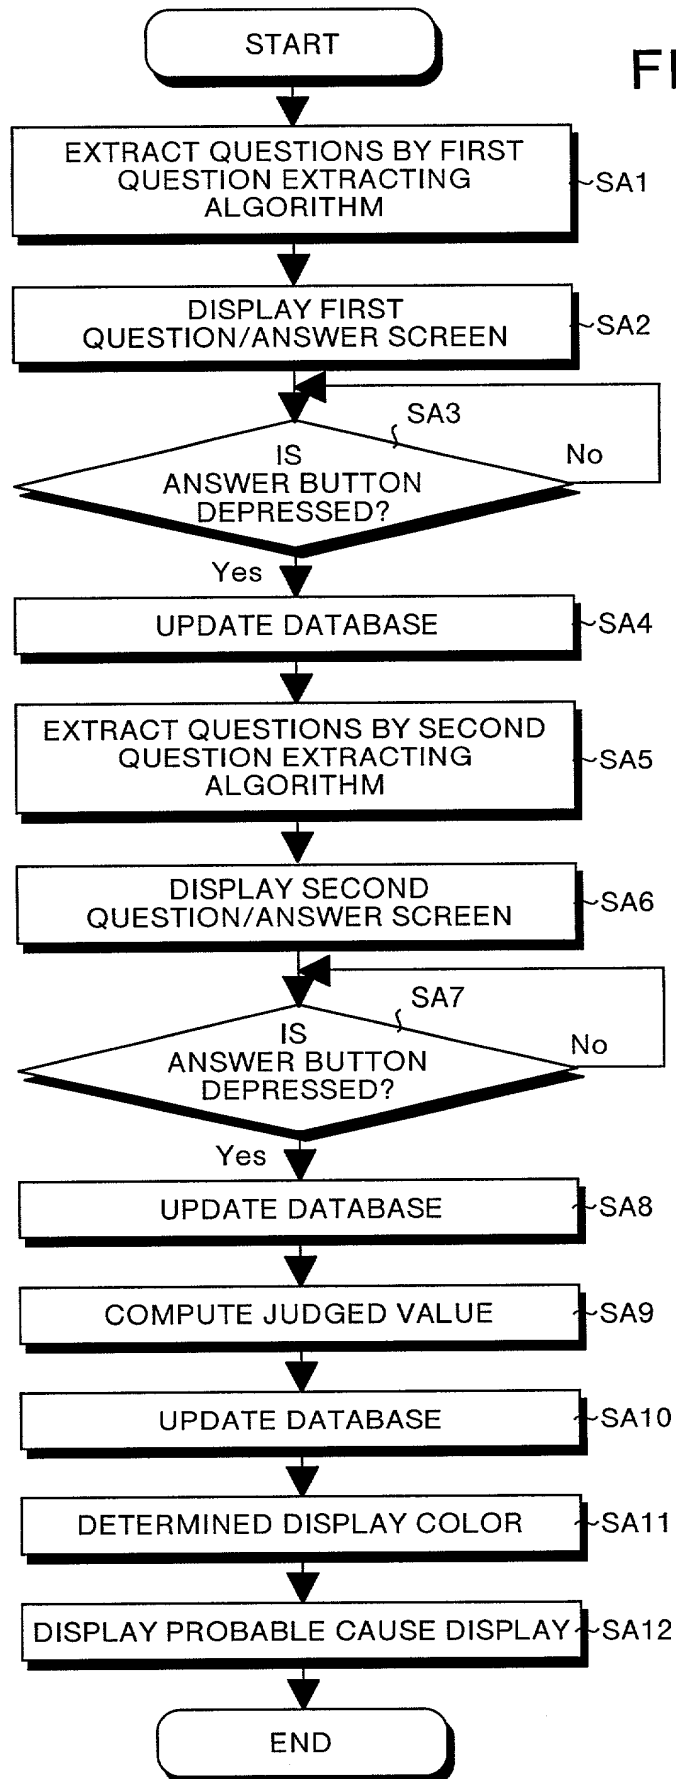 START
EXTRACT QUESTIONS BY FIRST
QUESTION EXTRACTING
ALGORITHM
SA1
DISPLAY FIRST
QUESTION/ANSWER SCREEN
SA2
SA3
IS
ANSWER BUTTON
DEPRESSED?
No
Yes
UPDATE DATABASE
SA4
EXTRACT QUESTIONS BY SECOND
QUESTION EXTRACTING
ALGORITHM
SA5
DISPLAY SECOND
QUESTION/ANSWER SCREEN
SA6
SA7
IS
ANSWER BUTTON
DEPRESSED?
No
Yes
UPDATE DATABASE
SA8
COMPUTE JUDGED VALUE
SA9
UPDATE DATABASE
SA10
DETERMINED DISPLAY COLOR
SA11
DISPLAY PROBABLE CAUSE DISPLAY
SA12
END